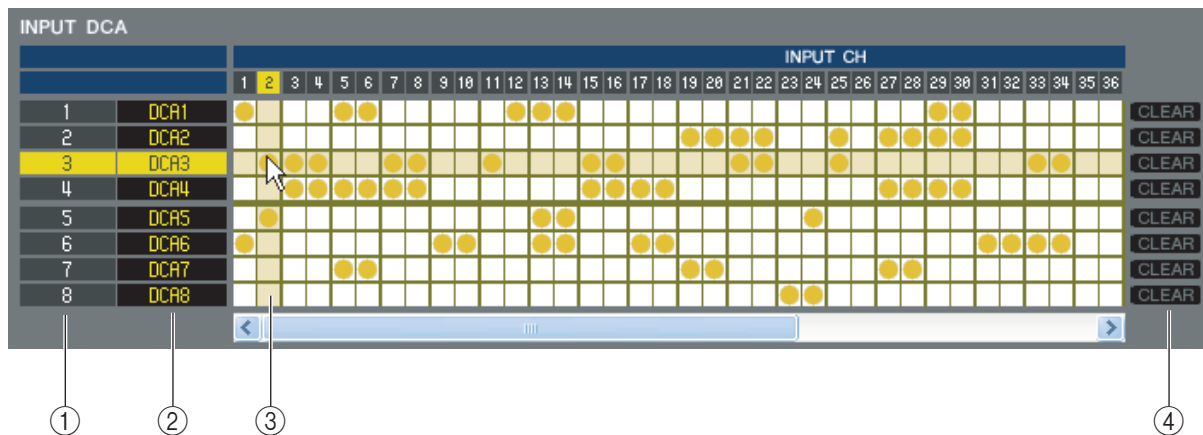 INPUT DCA
INPUT CH
1 2 3 4 5 6 7 8 9 10 11 12 13 14 15 16 17 18 19 20 21 22 23 24 25 26 27 28 29 30 31 32 33 34 35 36
1 DCA1 CLEAR
2 DCA2 CLEAR
3 DCA3 CLEAR
4 DCA4 CLEAR
5 DCA5 CLEAR
6 DCA6 CLEAR
7 DCA7 CLEAR
8 DCA8 CLEAR
① ② ③ ④